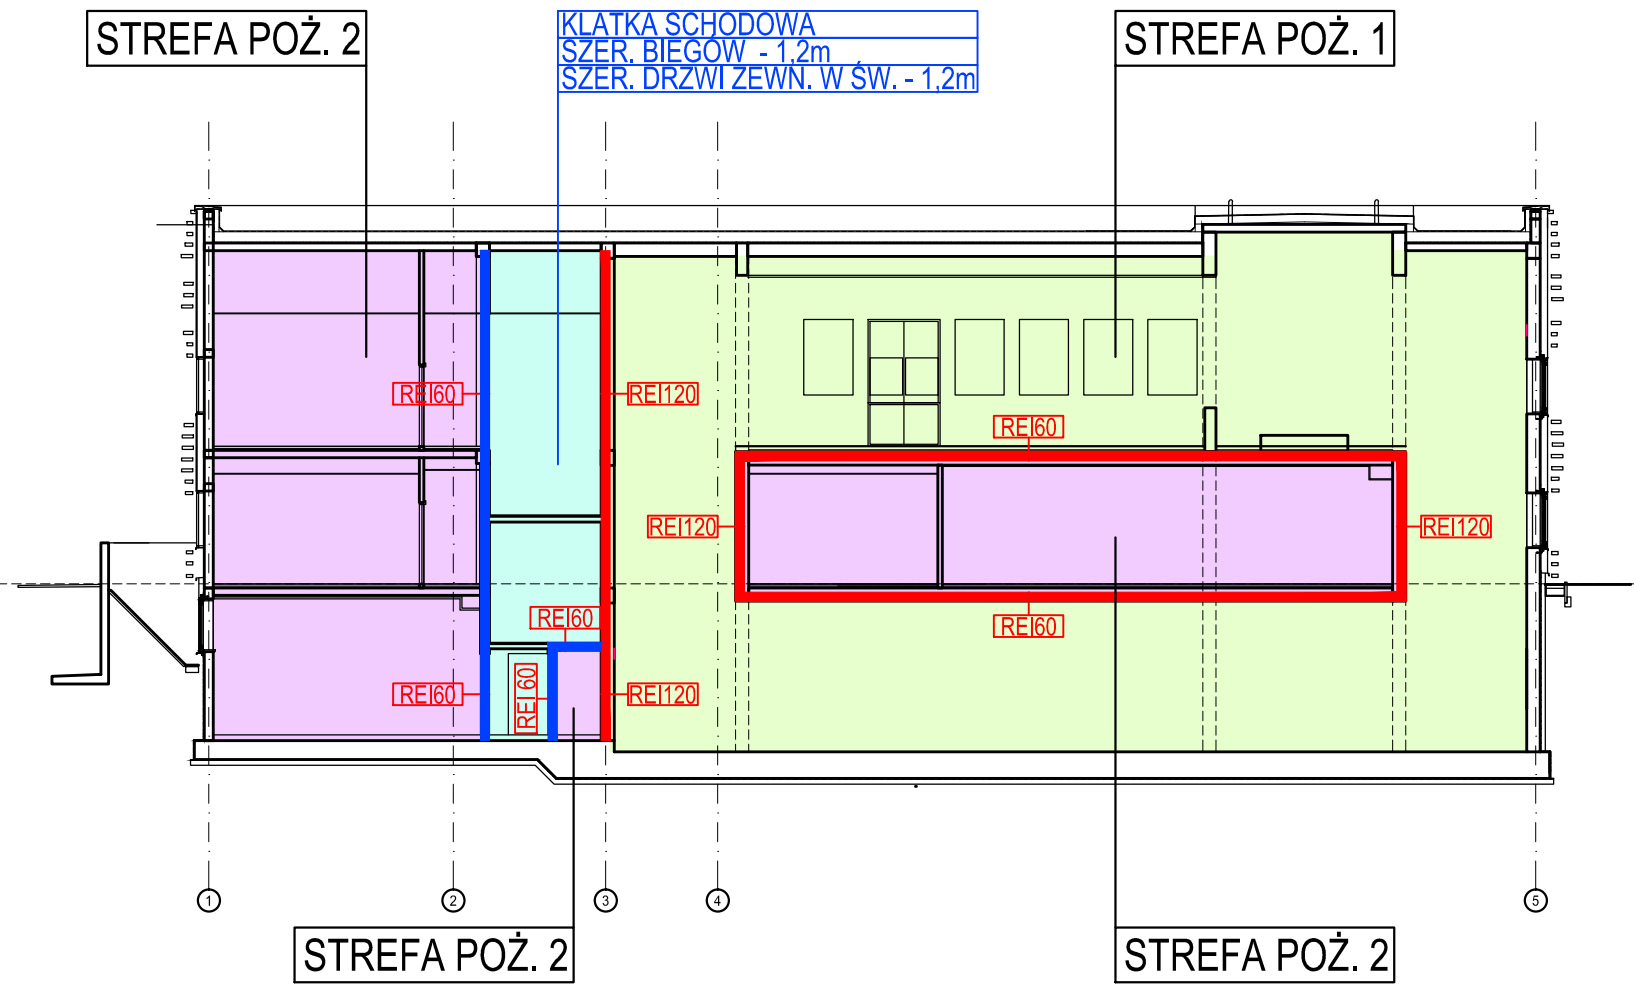 STREFA POŻ. 2
KLATKA SCHODOWA
SZER. BIEGÓW - 1,2m
SZER. DRZWI ZEWN. W ŚW. - 1,2m
STREFA POŻ. 1
REI60
REI120
REI60
REI120
REI120
REI60
REI60
REI60
REI 60
REI120
1
2
3
4
5
STREFA POŻ. 2
STREFA POŻ. 2